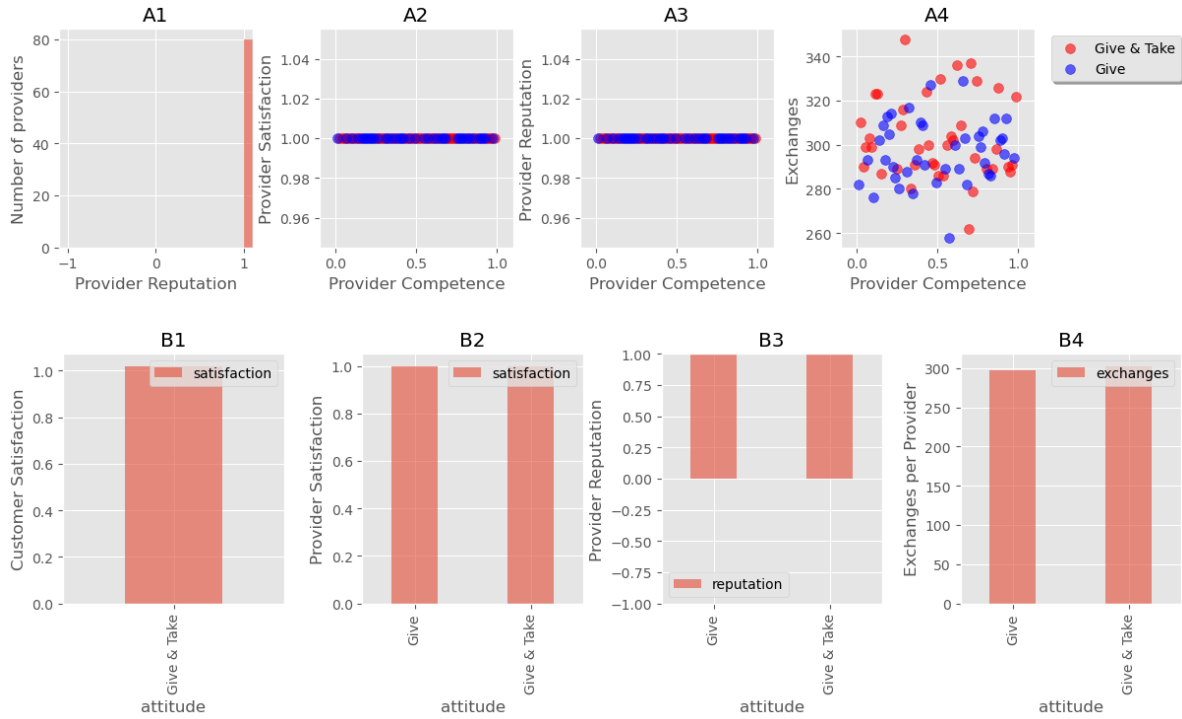 A1
Number of providers
80
60
40
20
0
−1
0
1
Provider Reputation
A2
Provider Satisfaction
1.04
1.02
1.00
0.98
0.96
0.0
0.5
1.0
Provider Competence
A3
Provider Reputation
1.04
1.02
1.00
0.98
0.96
0.0
0.5
1.0
Provider Competence
A4
Exchanges
340
320
300
280
260
0.0
0.5
1.0
Provider Competence
Give & Take
Give
B1
Customer Satisfaction
1.0
0.8
0.6
0.4
0.2
0.0
satisfaction
Give & Take
attitude
B2
Provider Satisfaction
1.0
0.8
0.6
0.4
0.2
0.0
satisfaction
Give
Give & Take
attitude
B3
Provider Reputation
1.00
0.75
0.50
0.25
0.00
−0.25
−0.50
−0.75
−1.00
reputation
Give
Give & Take
attitude
B4
Exchanges per Provider
300
250
200
150
100
50
0
exchanges
Give
Give & Take
attitude